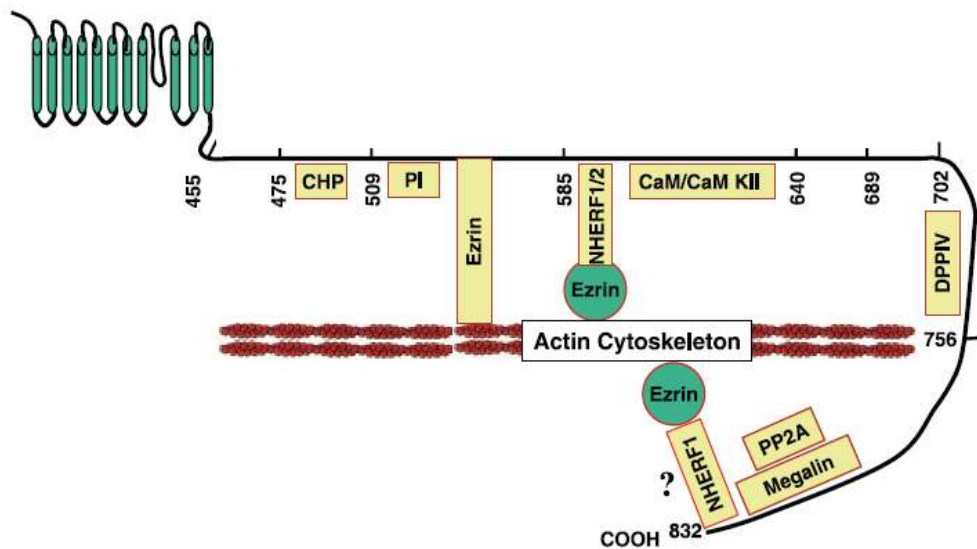 455
475
CHP
509
PI
Ezrin
585
NHERF1/2
CaM/CaM KII
640
689
702
Ezrin
DPPIV
Actin Cytoskeleton
756
Ezrin
NHERF1
PP2A
Megalin
?
COOH 832